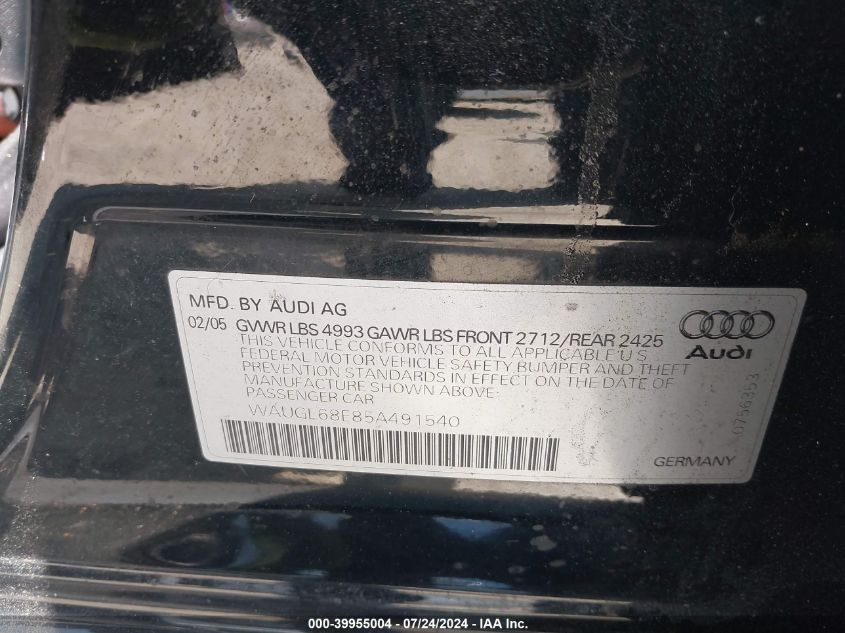 MFD. BY AUDI AG
02/05 GVWR LBS 4993 GAWR LBS FRONT 2712/REAR 2425
THIS VEHICLE CONFORMS TO ALL APPLICABLE U S
FEDERAL MOTOR VEHICLE SAFETY BUMPER AND THEFT
PREVENTION STANDARDS IN EFFECT ON THE DATE OF
MANUFACTURE SHOWN ABOVE:
PASSENGER CAR
WAUGL68E85A491540
Audi
0756353
GERMANY
000-39955004 - 07/24/2024 - © IAA Inc.